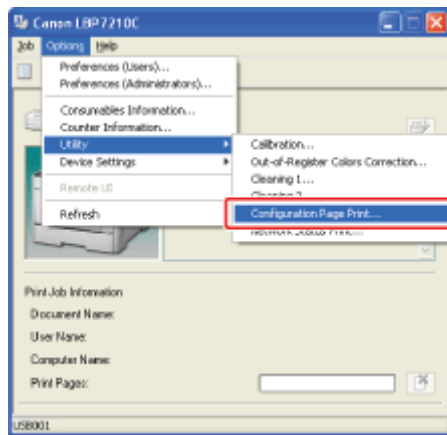 Canon LBP7210C
Job Options Help
Preferences (Users)...
Preferences (Administrators)...
Consumables Information...
Counter Information...
Utility
Device Settings
Remote UI
Refresh
Calibration...
Out-of-Register Colors Correction...
Cleaning 1...
Cleaning 2...
Configuration Page Print...
Network Status Print...
Print Job Information
Document Name:
User Name:
Computer Name:
Print Pages:
USB001